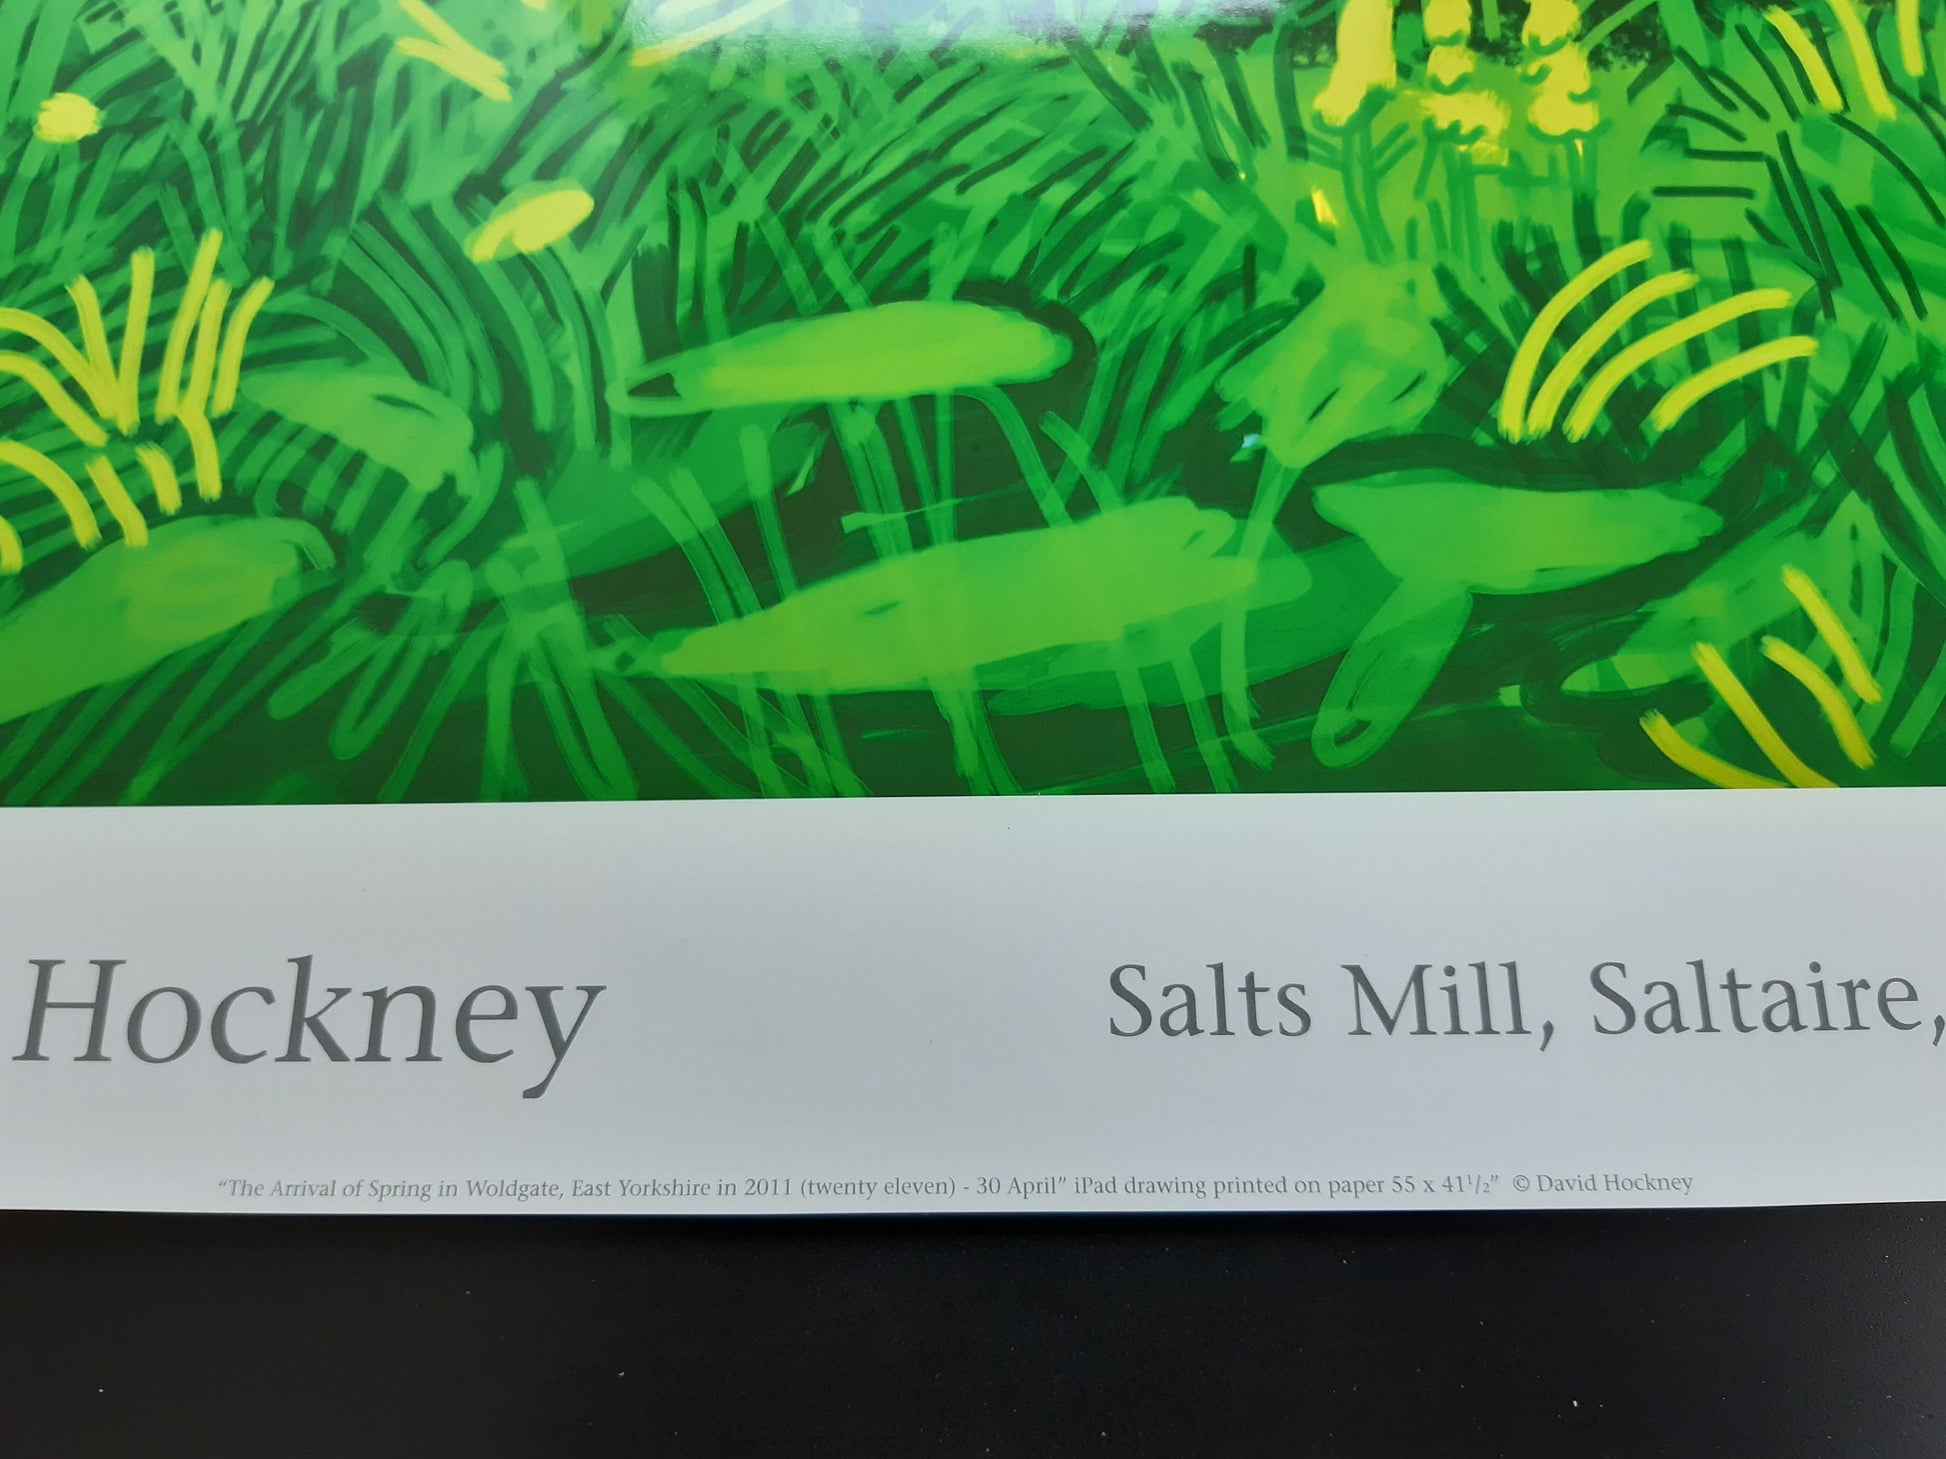 Hockney
Salts Mill, Saltaire,
“The Arrival of Spring in Woldgate, East Yorkshire in 2011 (twenty eleven) - 30 April” iPad drawing printed on paper 55 x 41¹/₂” © David Hockney